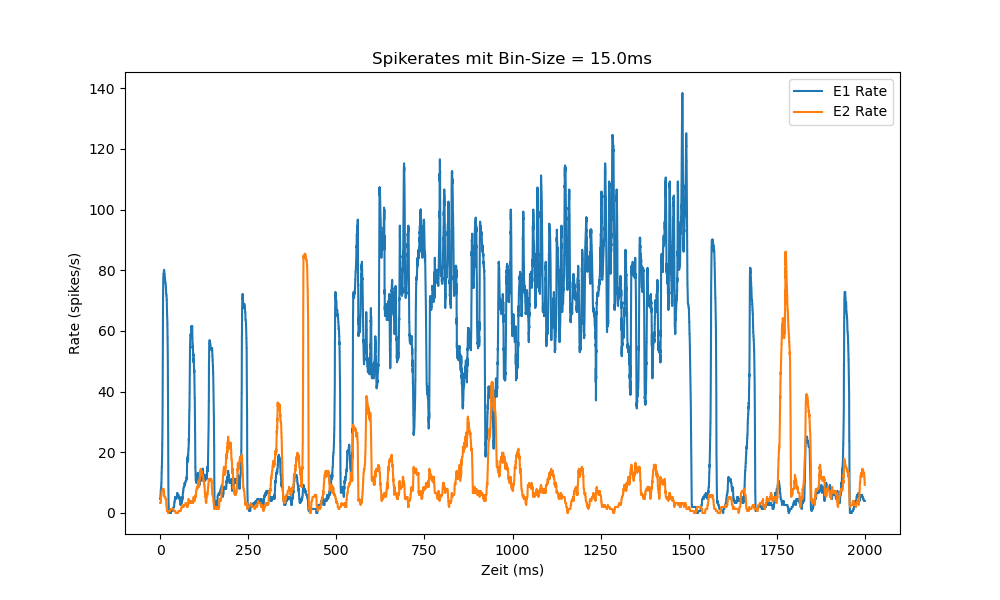 Spikerates mit Bin-Size = 15.0ms
E1 Rate
E2 Rate
Rate (spikes/s)
140
120
100
80
60
40
20
0
0 250 500 750 1000 1250 1500 1750 2000
Zeit (ms)